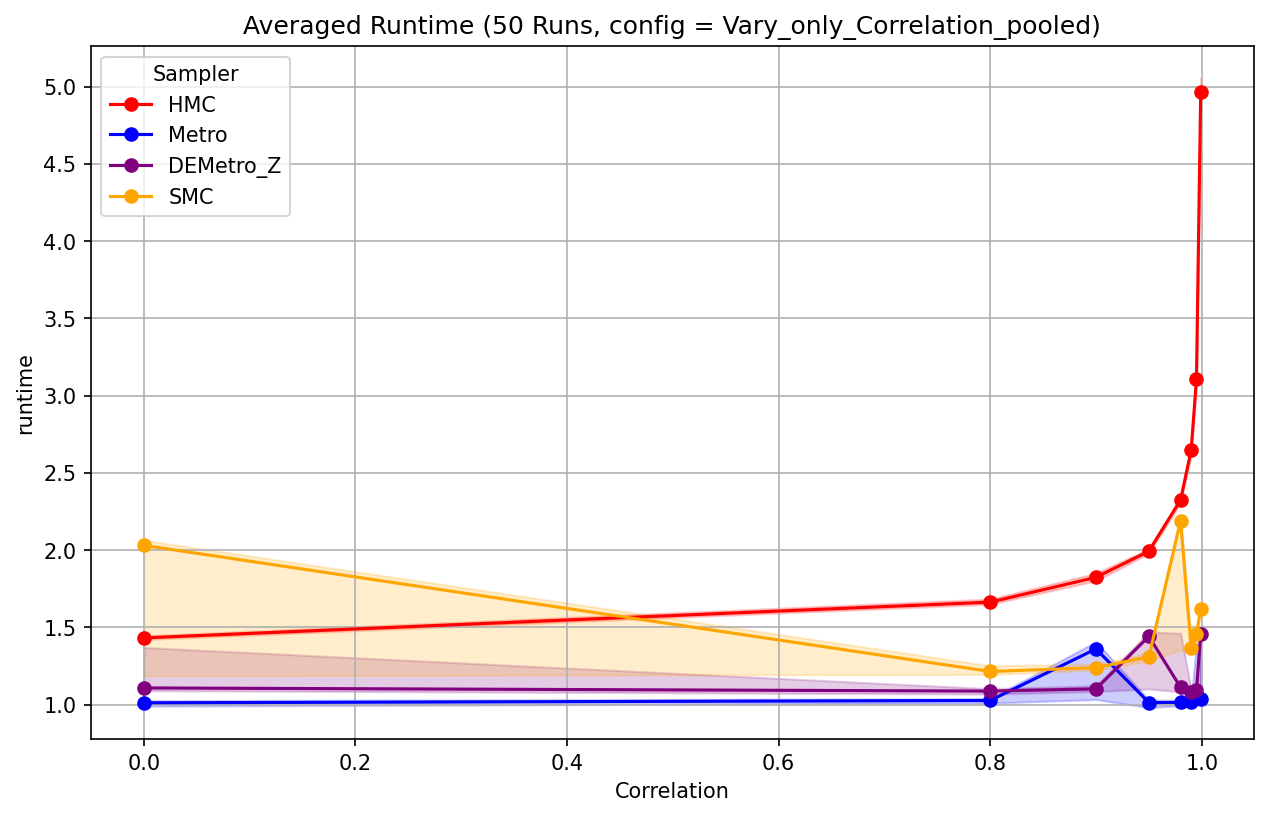 Averaged Runtime (50 Runs, config = Vary_only_Correlation_pooled)
Sampler
HMC
Metro
DEMetro_Z
SMC
runtime
5.0
4.5
4.0
3.5
3.0
2.5
2.0
1.5
1.0
0.0 0.2 0.4 0.6 0.8 1.0
Correlation